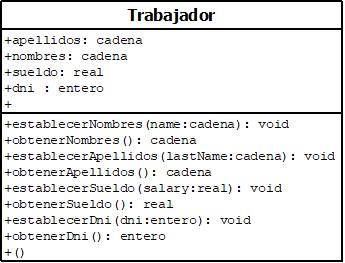 Trabajador
+apellidos: cadena
+nombres: cadena
+sueldo: real
+dni : entero
+
+establecerNombres(name:cadena): void
+obtenerNombres(): cadena
+establecerApellidos(lastName:cadena): void
+obtenerApellidos(): cadena
+establecerSueldo(salary:real): void
+obtenerSueldo(): real
+establecerDni(dni:entero): void
+obtenerDni(): entero
+()